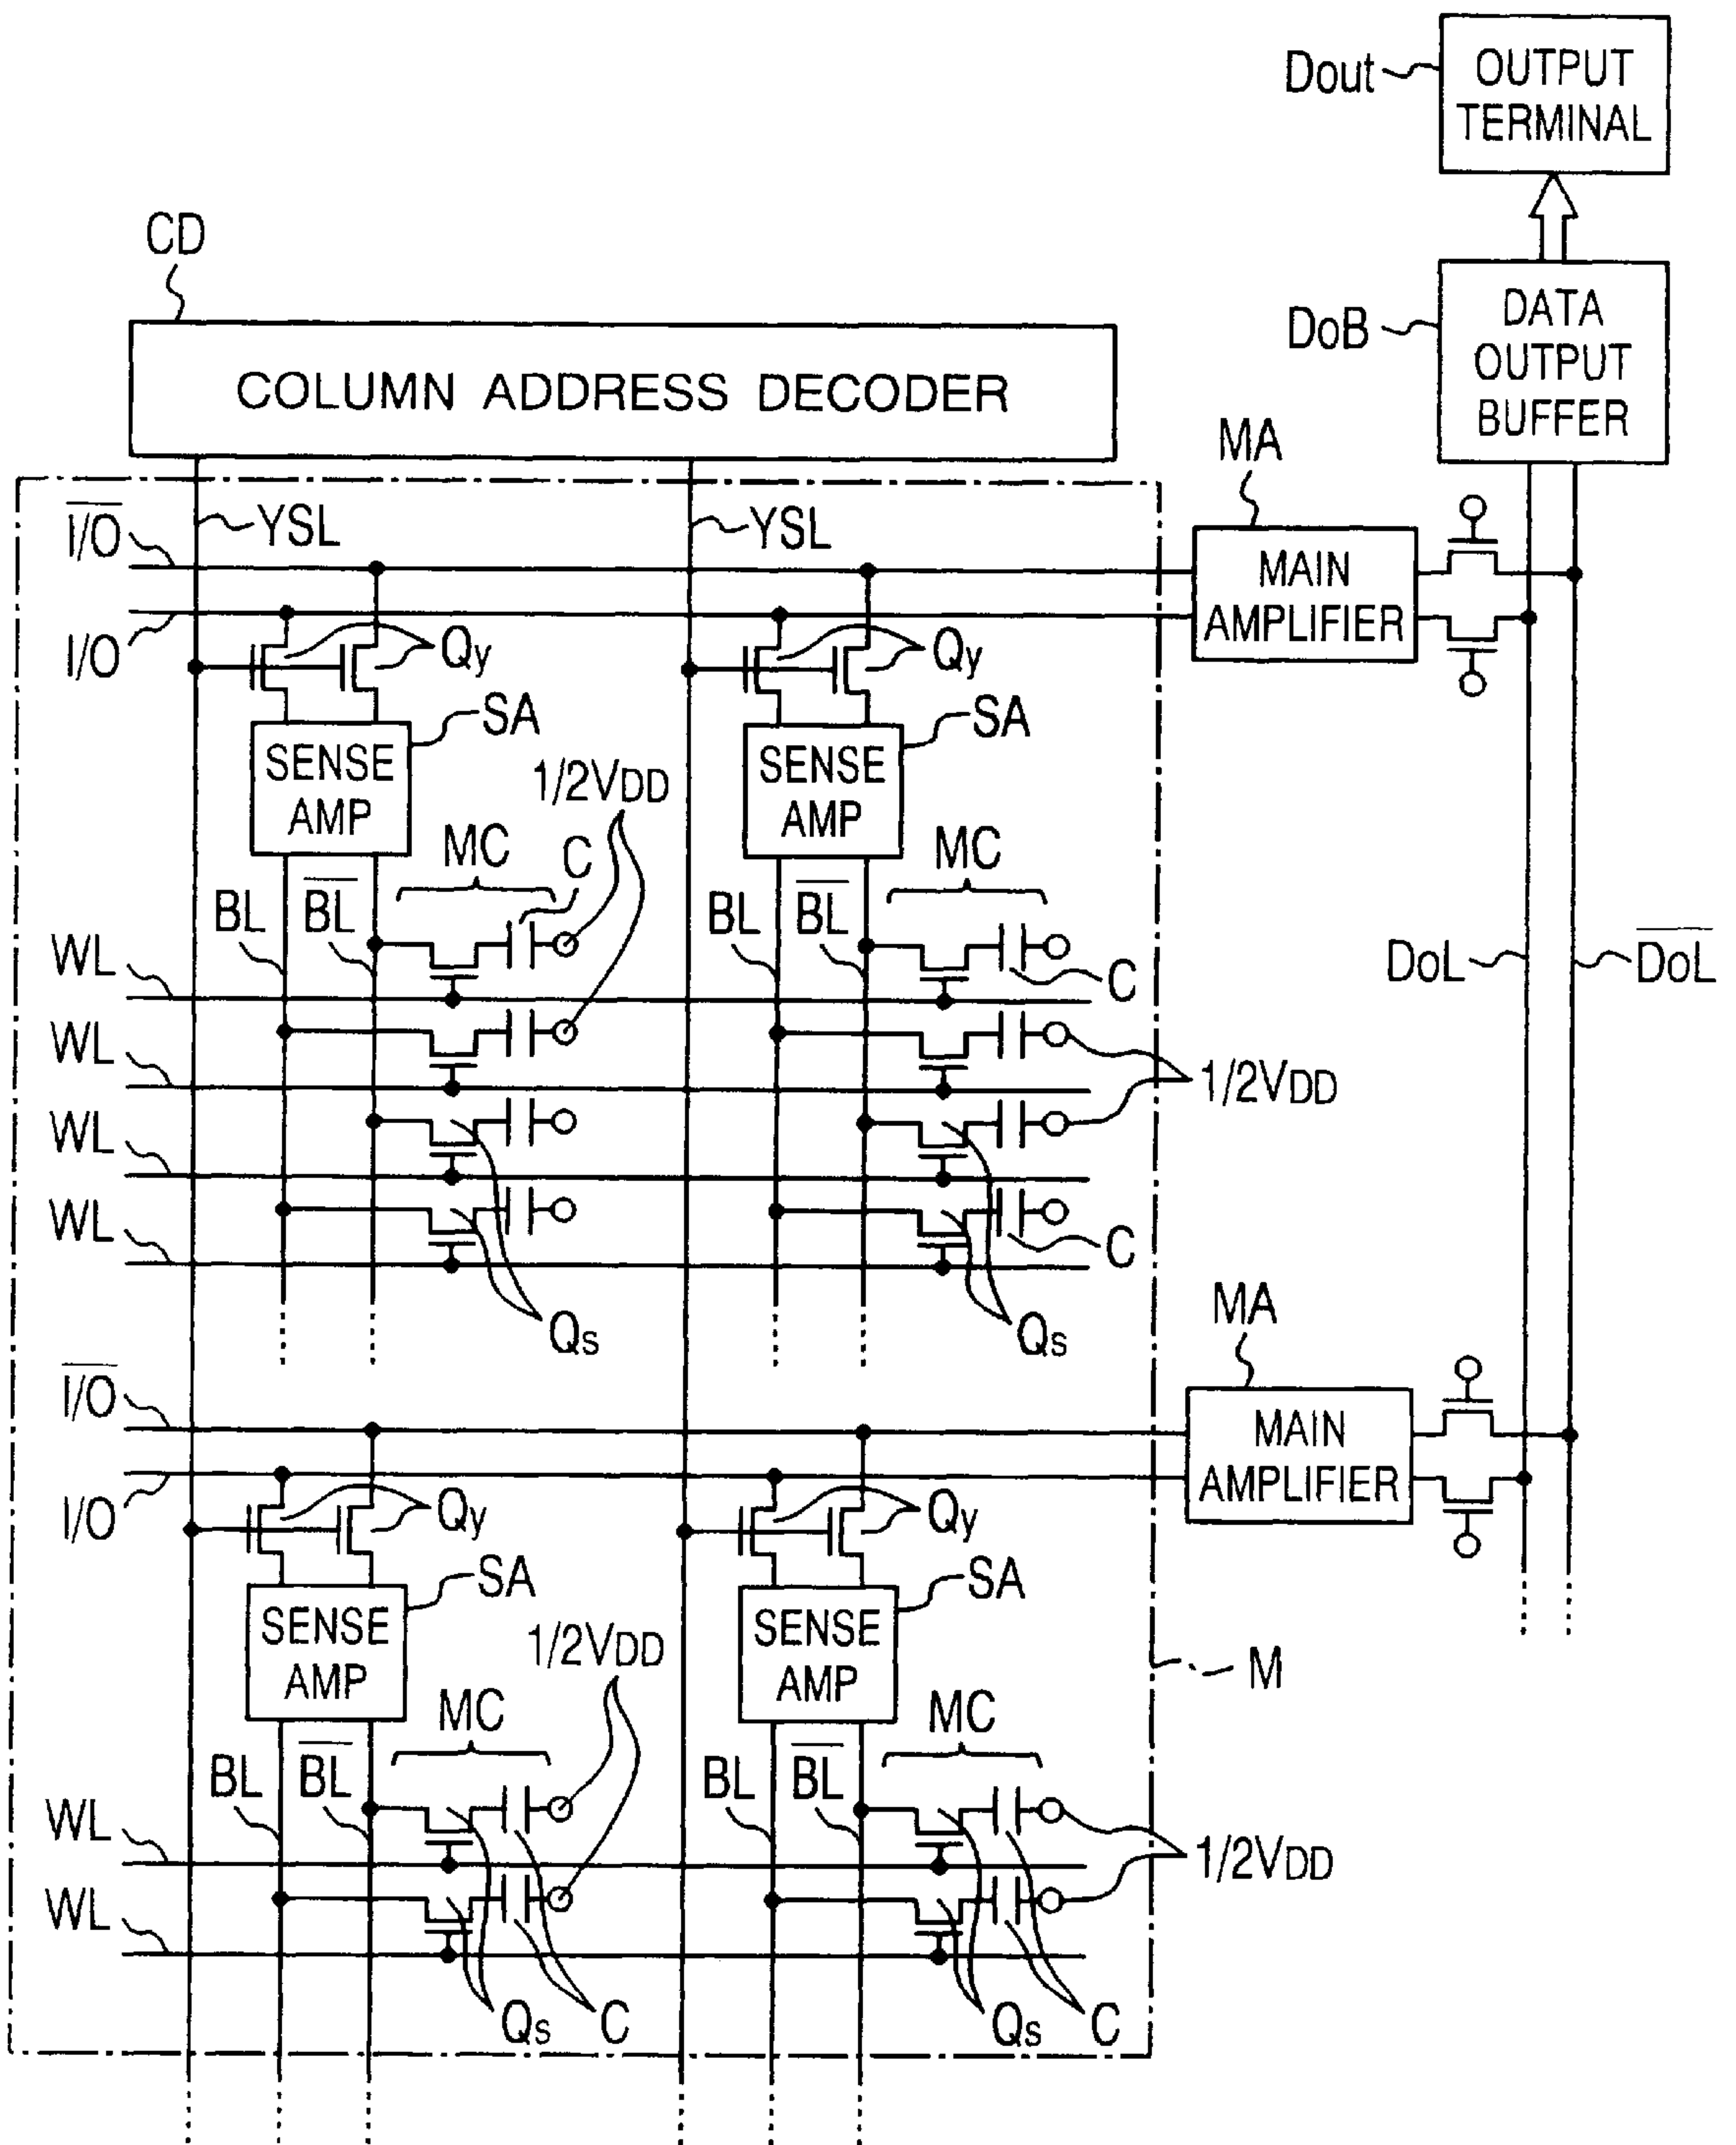 Dout
OUTPUT
TERMINAL
CD
DoB
DATA
OUTPUT
BUFFER
COLUMN ADDRESS DECODER
MA
I/O
YSL
YSL
MAIN
AMPLIFIER
I/O
Qy
Qy
SA
SA
SENSE
AMP
1/2VDD
SENSE
AMP
MC
C
MC
BL
BL
BL
BL
WL
C
DoL
DoL
WL
1/2VDD
WL
WL
C
Qs
Qs
MA
I/O
MAIN
AMPLIFIER
I/O
Qy
Qy
SA
SA
SENSE
AMP
1/2VDD
SENSE
AMP
M
MC
MC
BL
BL
BL
BL
WL
1/2VDD
WL
Qs
C
Qs
C